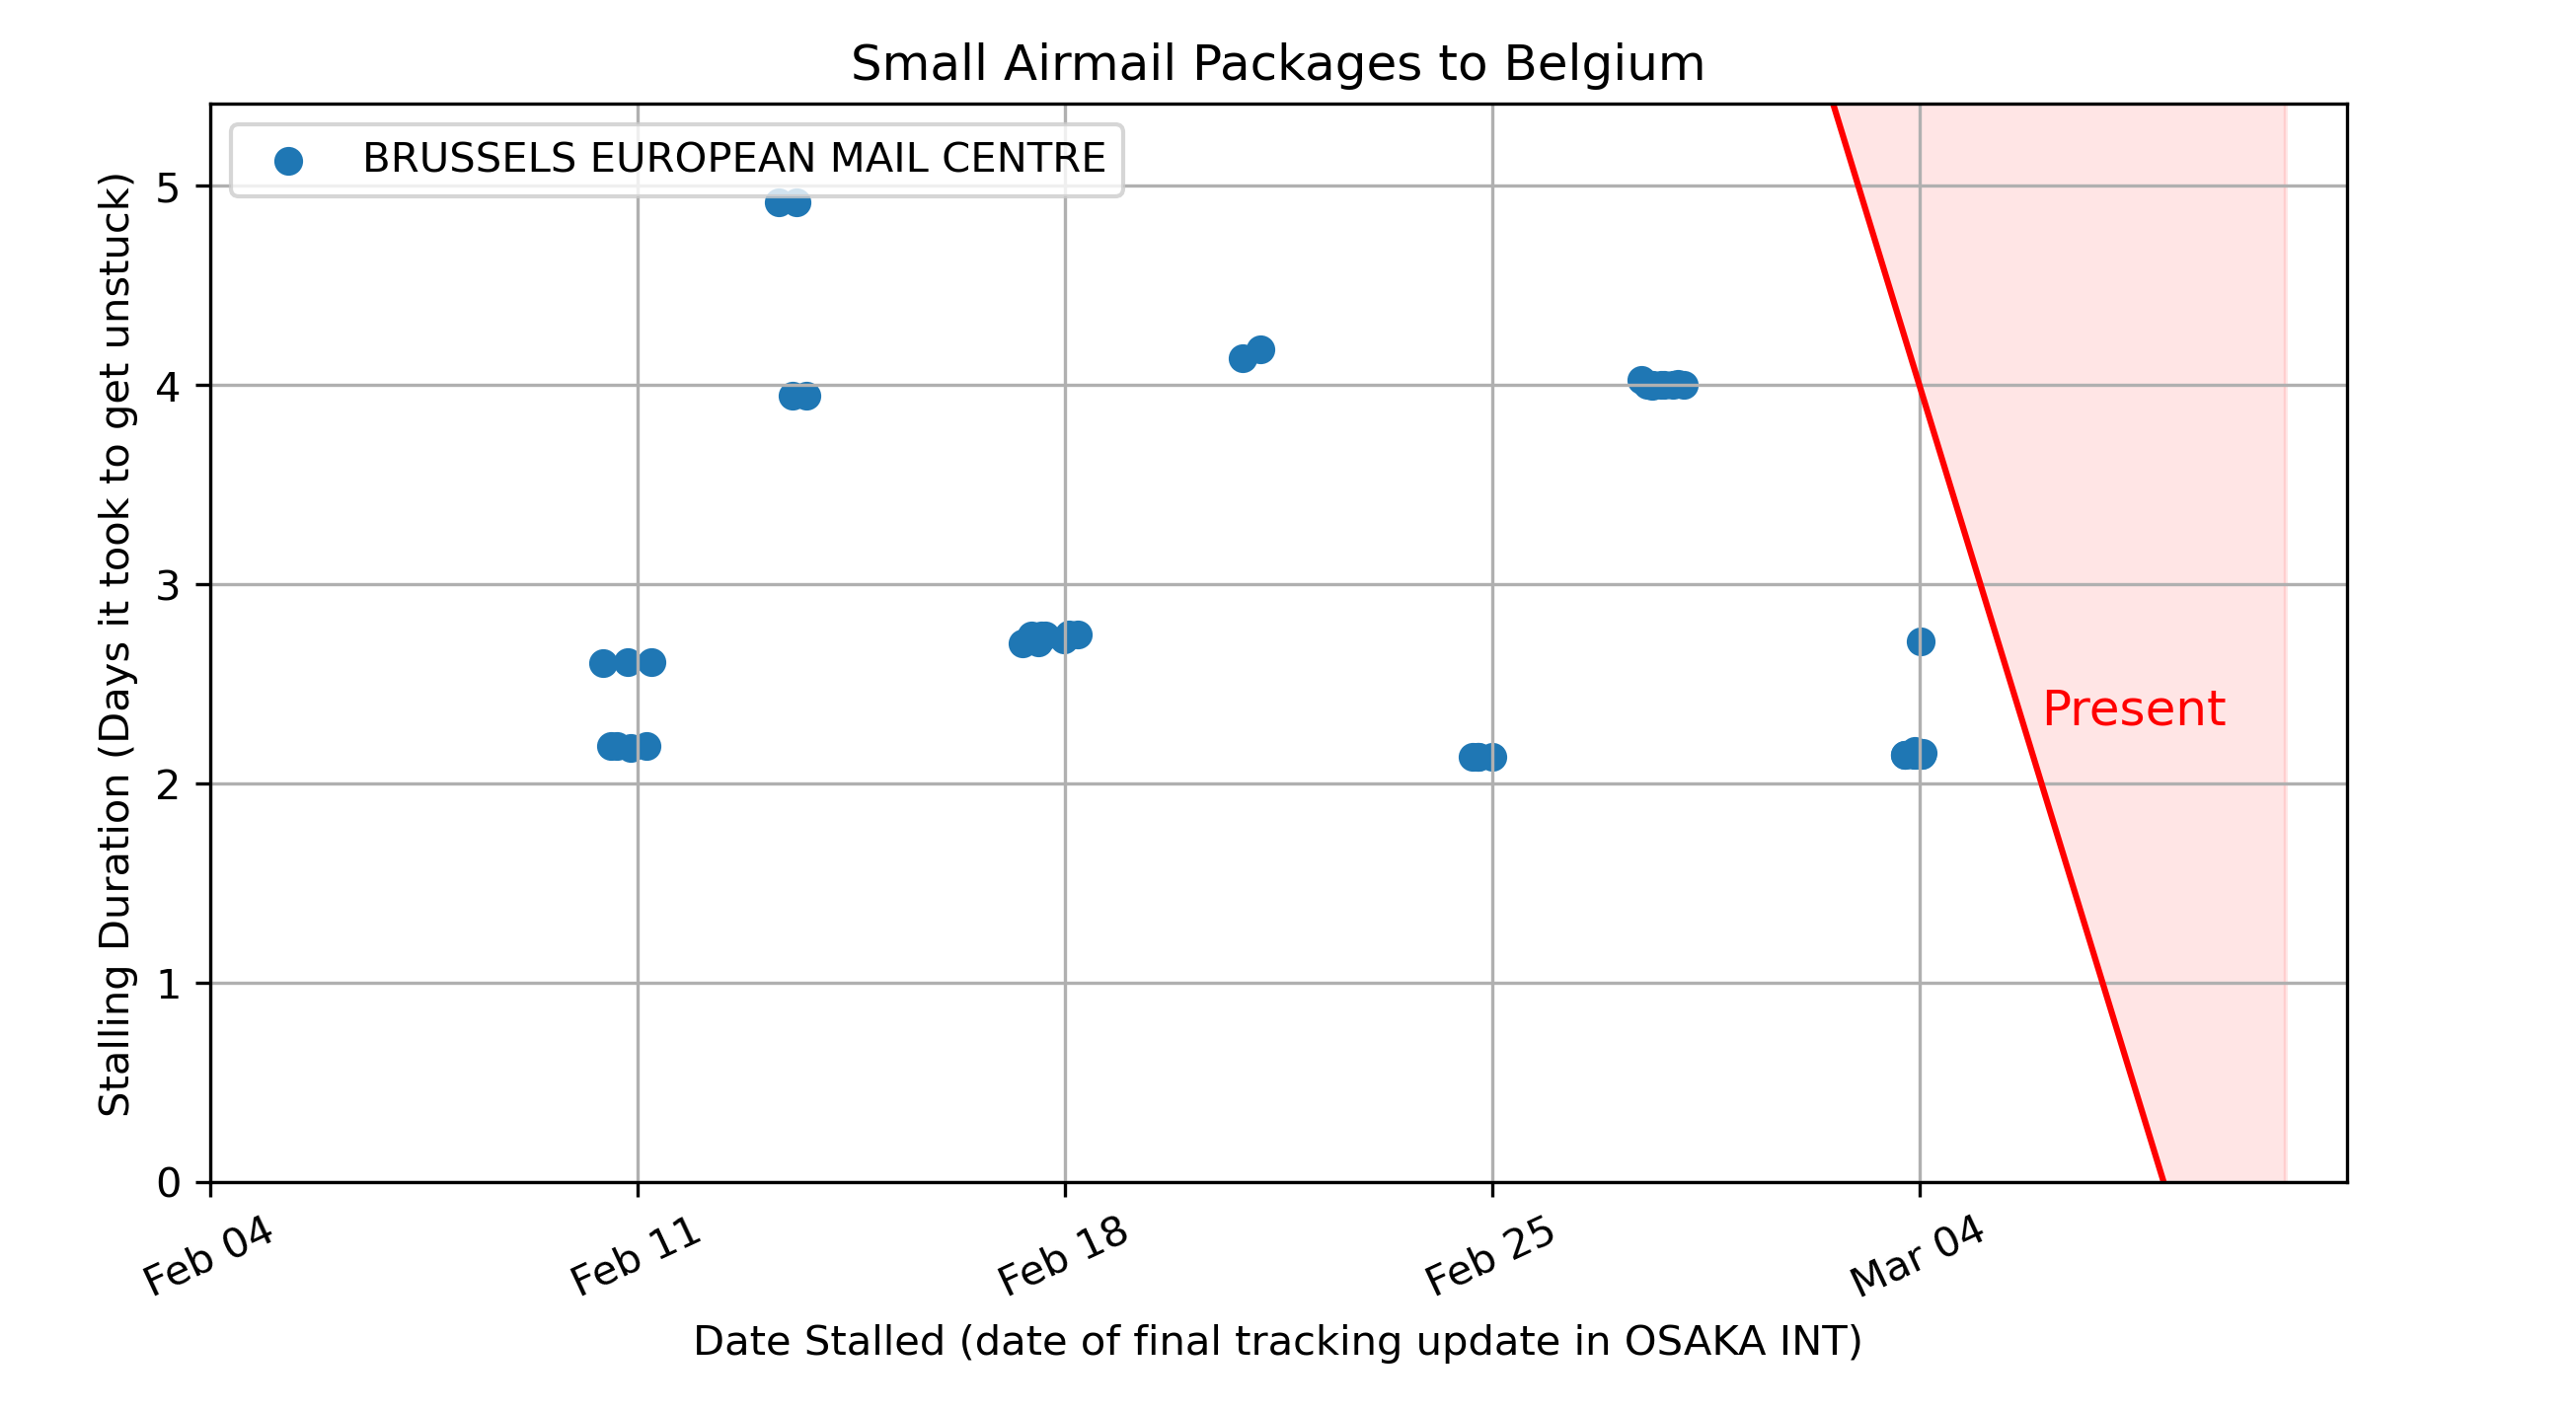 Small Airmail Packages to Belgium
BRUSSELS EUROPEAN MAIL CENTRE
Stalling Duration (Days it took to get unstuck)
5
4
3
2
1
0
Present
Feb 04
Feb 11
Feb 18
Feb 25
Mar 04
Date Stalled (date of final tracking update in OSAKA INT)